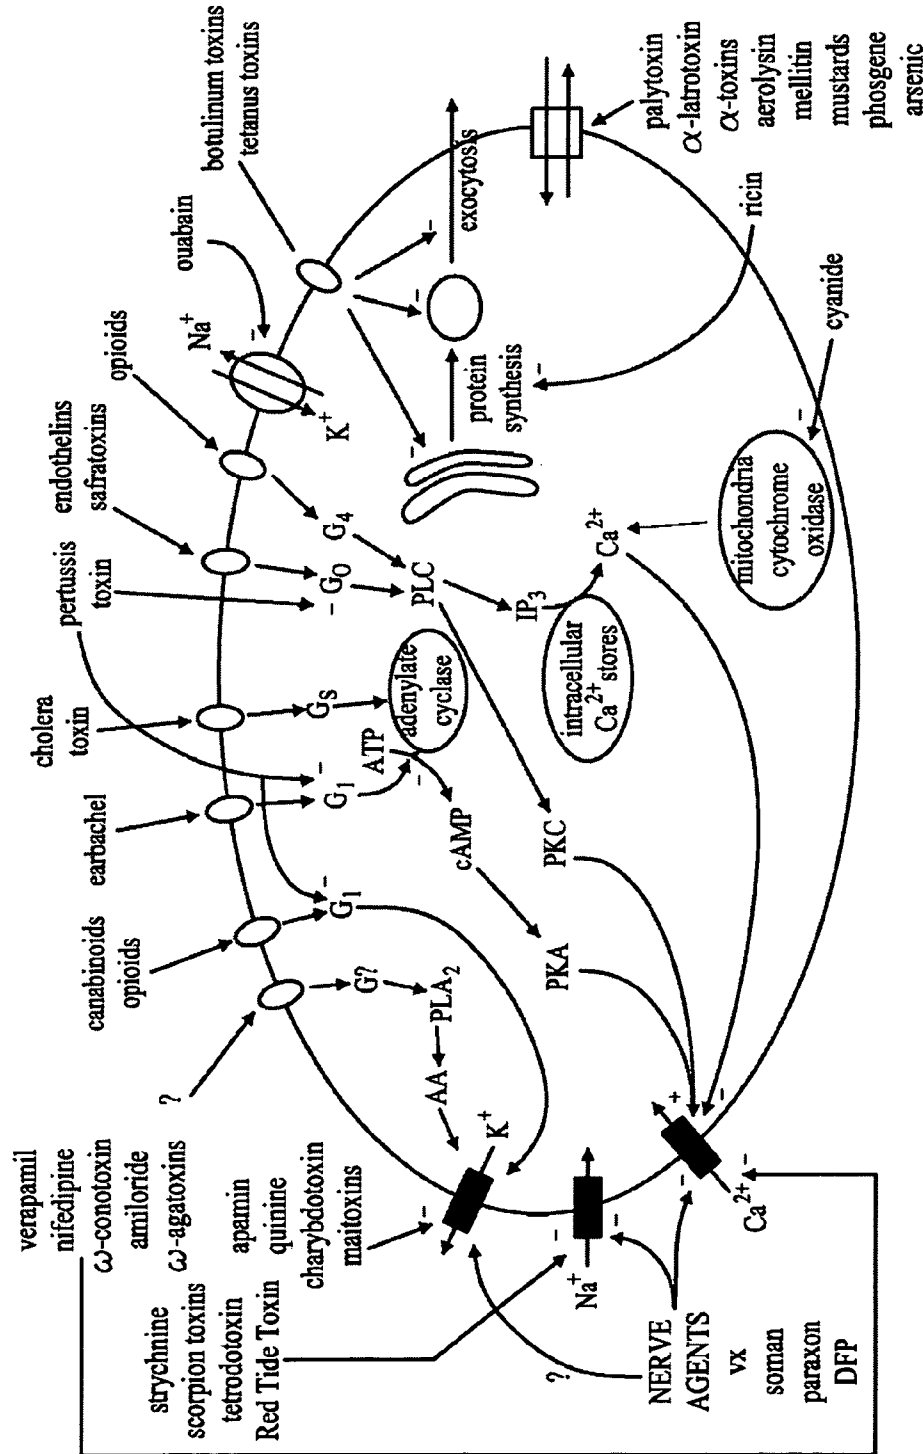 verapamil
nifedipine
ω-conotoxin
amiloride
ω-agatoxins
strychnine
scorpion toxins
tetrodotoxin
Red Tide Toxin
apamin
quinine
charybdotoxin
maitoxins
?
canabinoids
opioids
earbachel
cholera
toxin
pertussis
toxin
endothelins
safratoxins
opioids
ouabain
botulinum toxins
tetanus toxins
Na+
K+
G?
PLA2
AA
K+
G1
G1
GS
G0
G4
ATP
adenylate
cyclase
cAMP
PLC
PKA
PKC
IP3
intracellular
Ca2+ stores
Ca2+
protein
synthesis
exocytosis
mitochondria
cytochrome
oxidase
ricin
cyanide
palytoxin
α-latrotoxin
α-toxins
aerolysin
mellitin
mustards
phosgene
arsenic
Na+
Ca2+
?
NERVE
AGENTS
vx
soman
paraxon
DFP